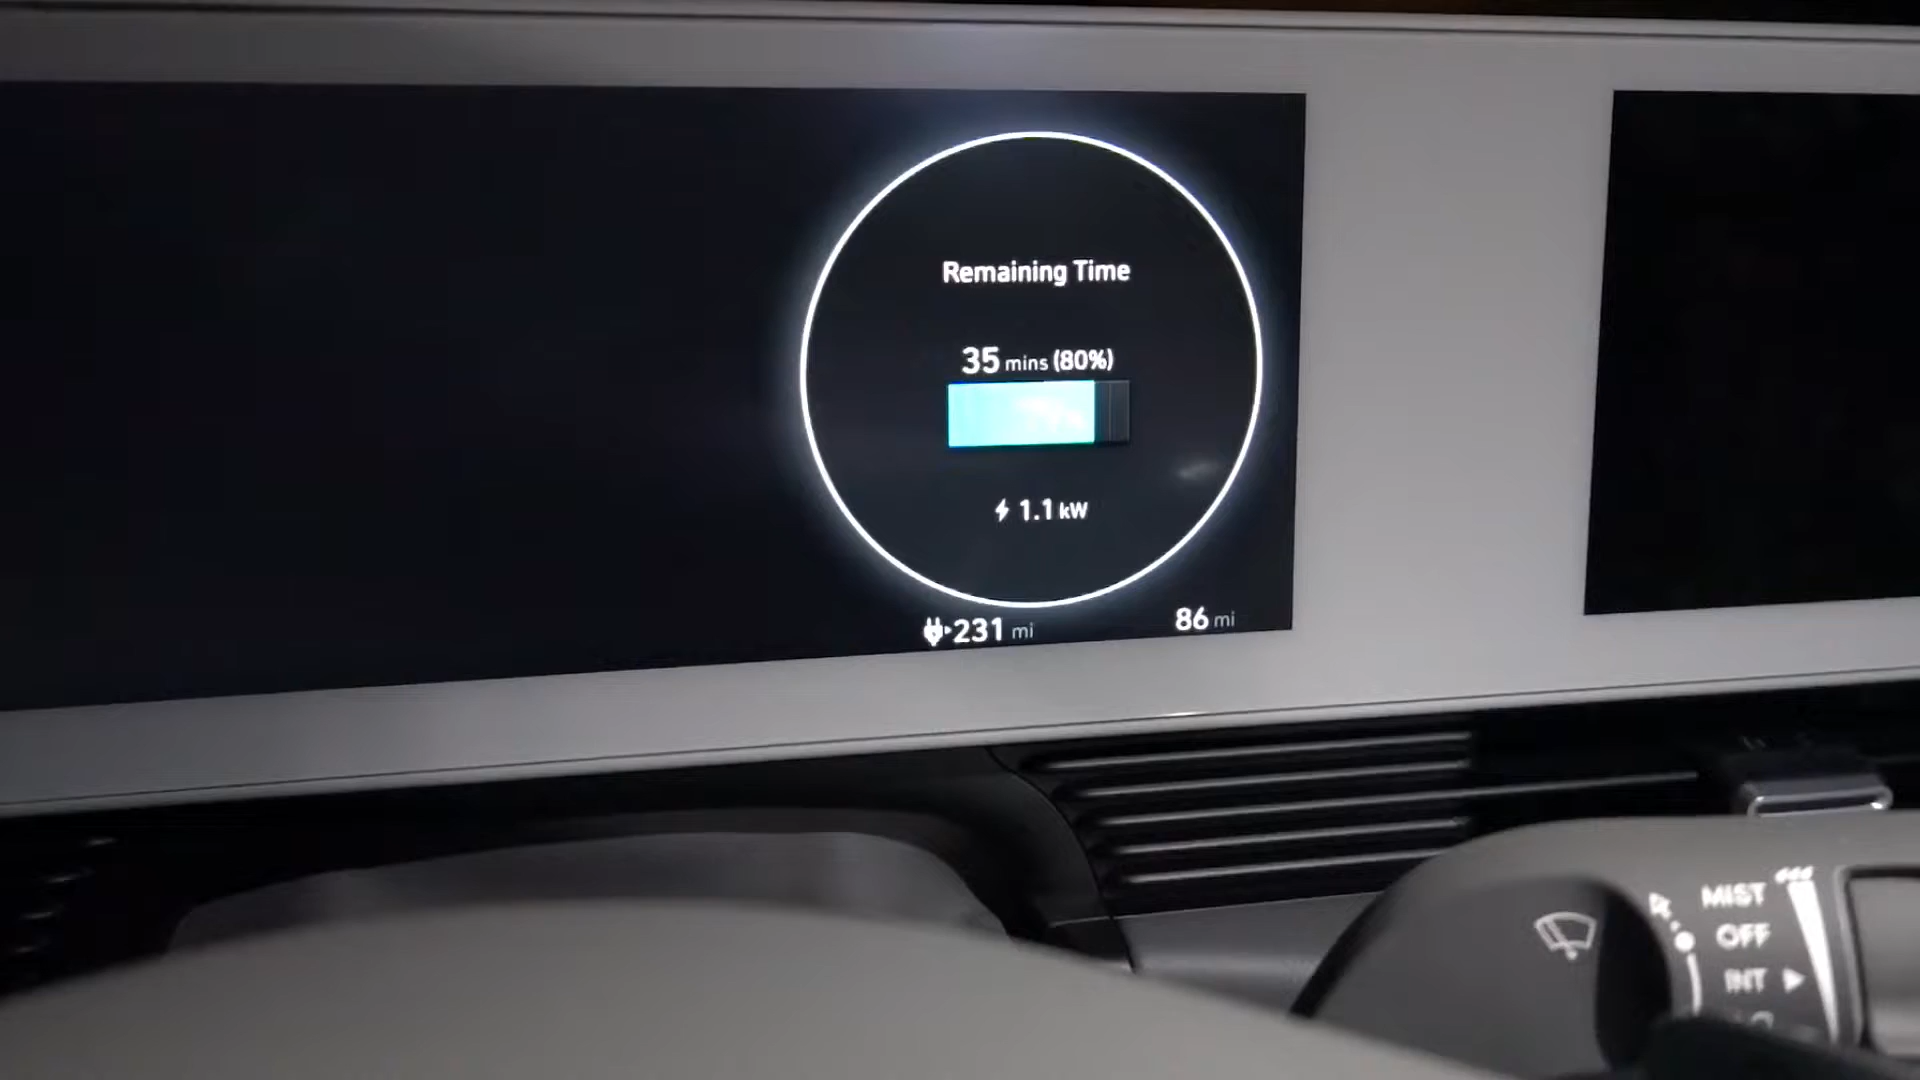 Remaining Time
35 mins (80%)
1.1 kW
231 mi
86 mi
MIST
OFF
INT